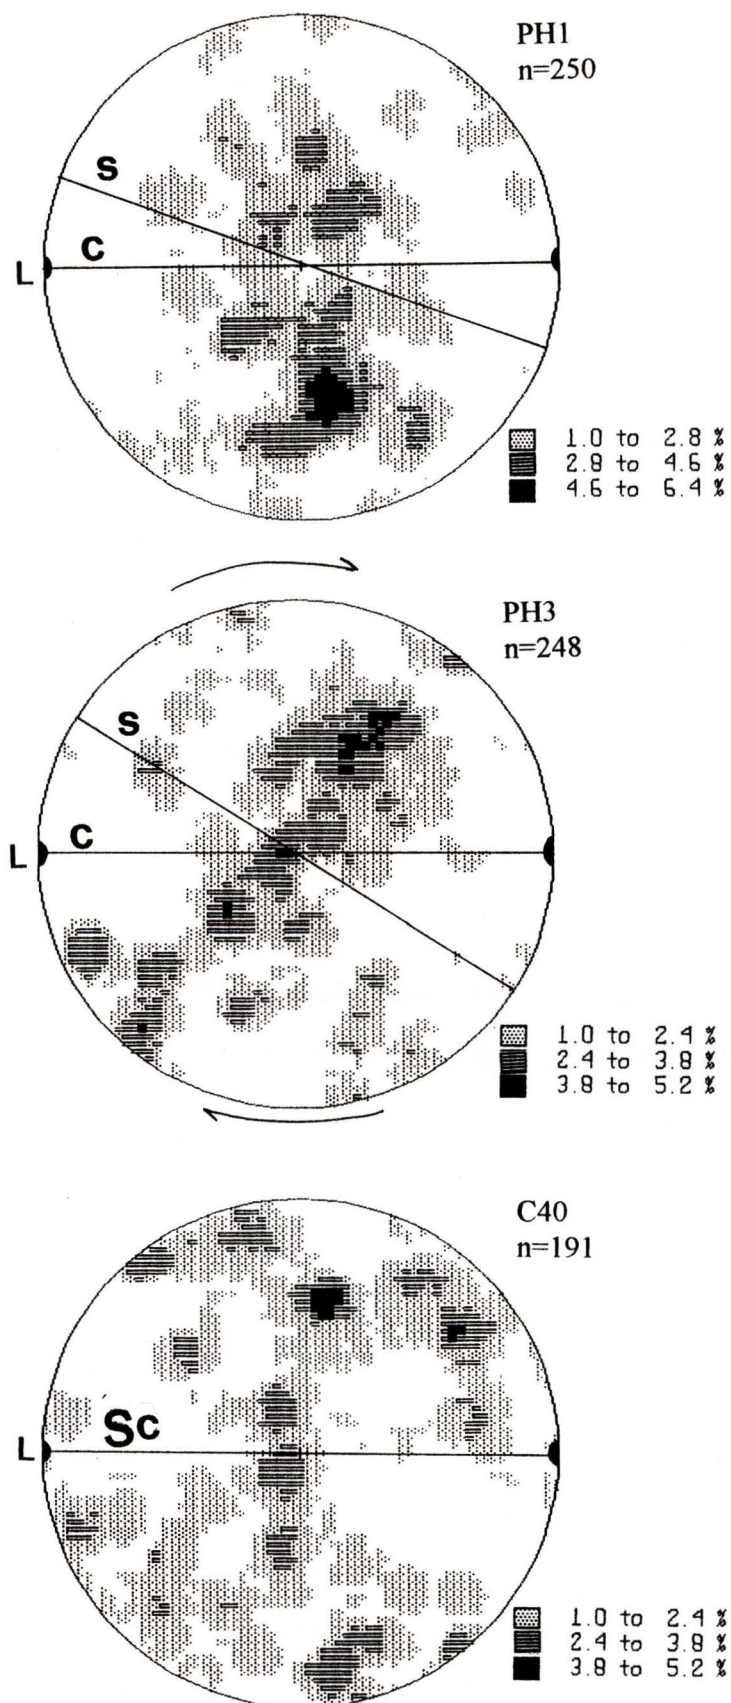 PH1
n=250
S
C
L
1.0 to 2.8 %
2.8 to 4.6 %
4.6 to 6.4 %
PH3
n=248
S
C
L
1.0 to 2.4 %
2.4 to 3.8 %
3.8 to 5.2 %
C40
n=191
Sc
L
1.0 to 2.4 %
2.4 to 3.8 %
3.8 to 5.2 %